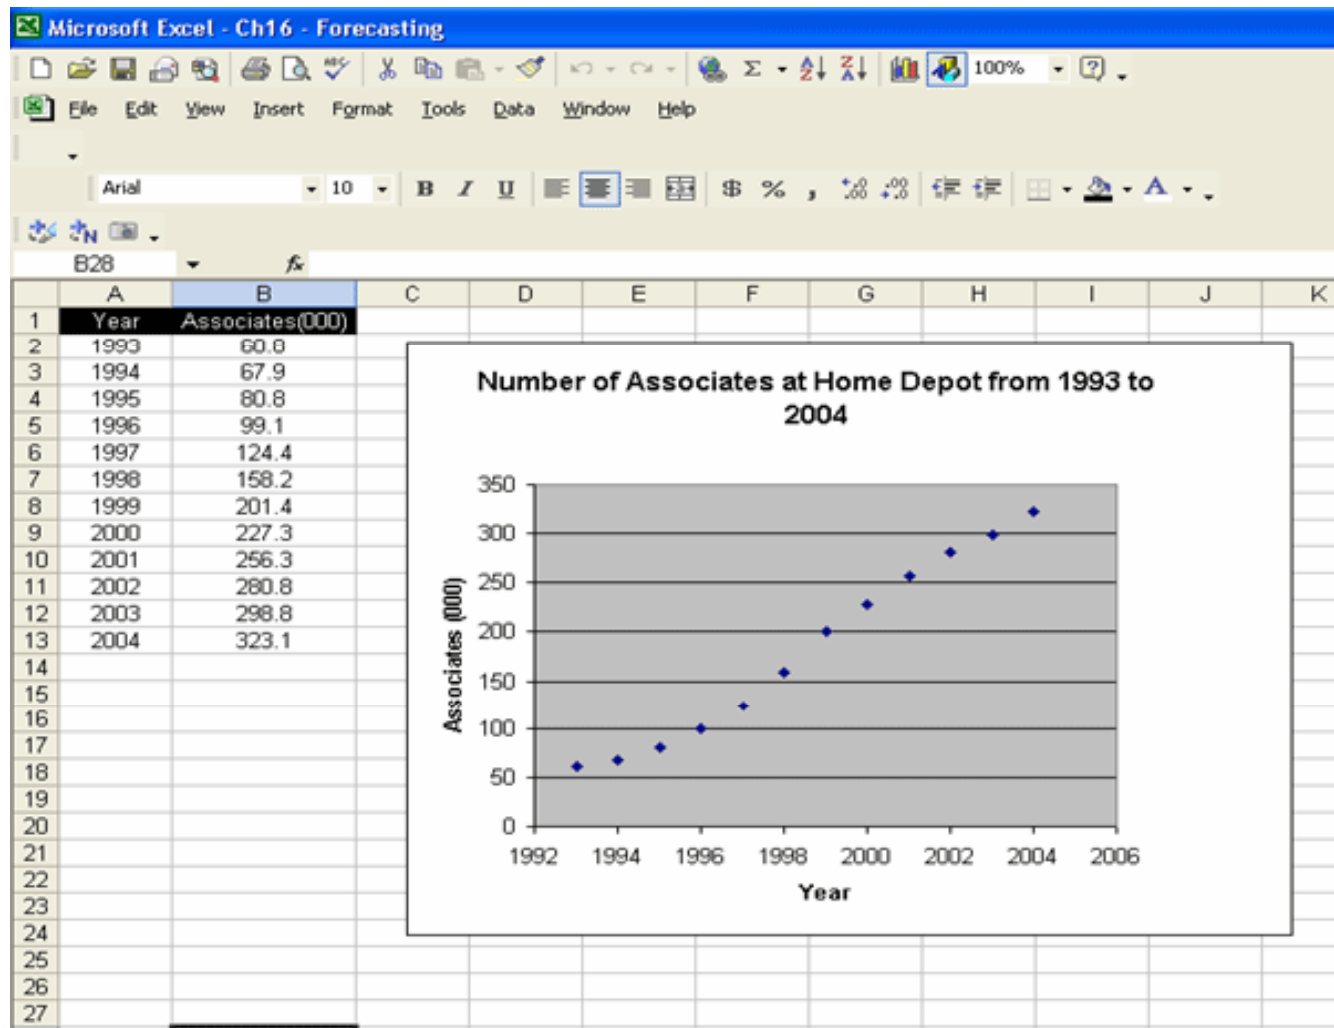 Microsoft Excel - Ch16 - Forecasting
100%
File Edit View Insert Format Tools Data Window Help
Arial 10 B I U $ % , .00 .00 A
N
B28 fx
A B C D E F G H I J K
1 Year Associates(000)
2 1993 60.8
3 1994 67.9
4 1995 80.8
5 1996 99.1
6 1997 124.4
7 1998 158.2
8 1999 201.4
9 2000 227.3
10 2001 256.3
11 2002 280.8
12 2003 298.8
13 2004 323.1
14
15
16
17
18
19
20
21
22
23
24
25
26
27
Number of Associates at Home Depot from 1993 to
2004
Associates (000)
350
300
250
200
150
100
50
0
1992 1994 1996 1998 2000 2002 2004 2006
Year